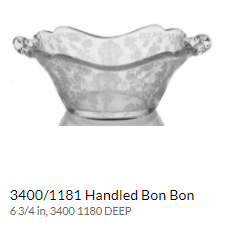 3400/1181 Handled Bon Bon
6 3/4 in, 3400 1180 DEEP